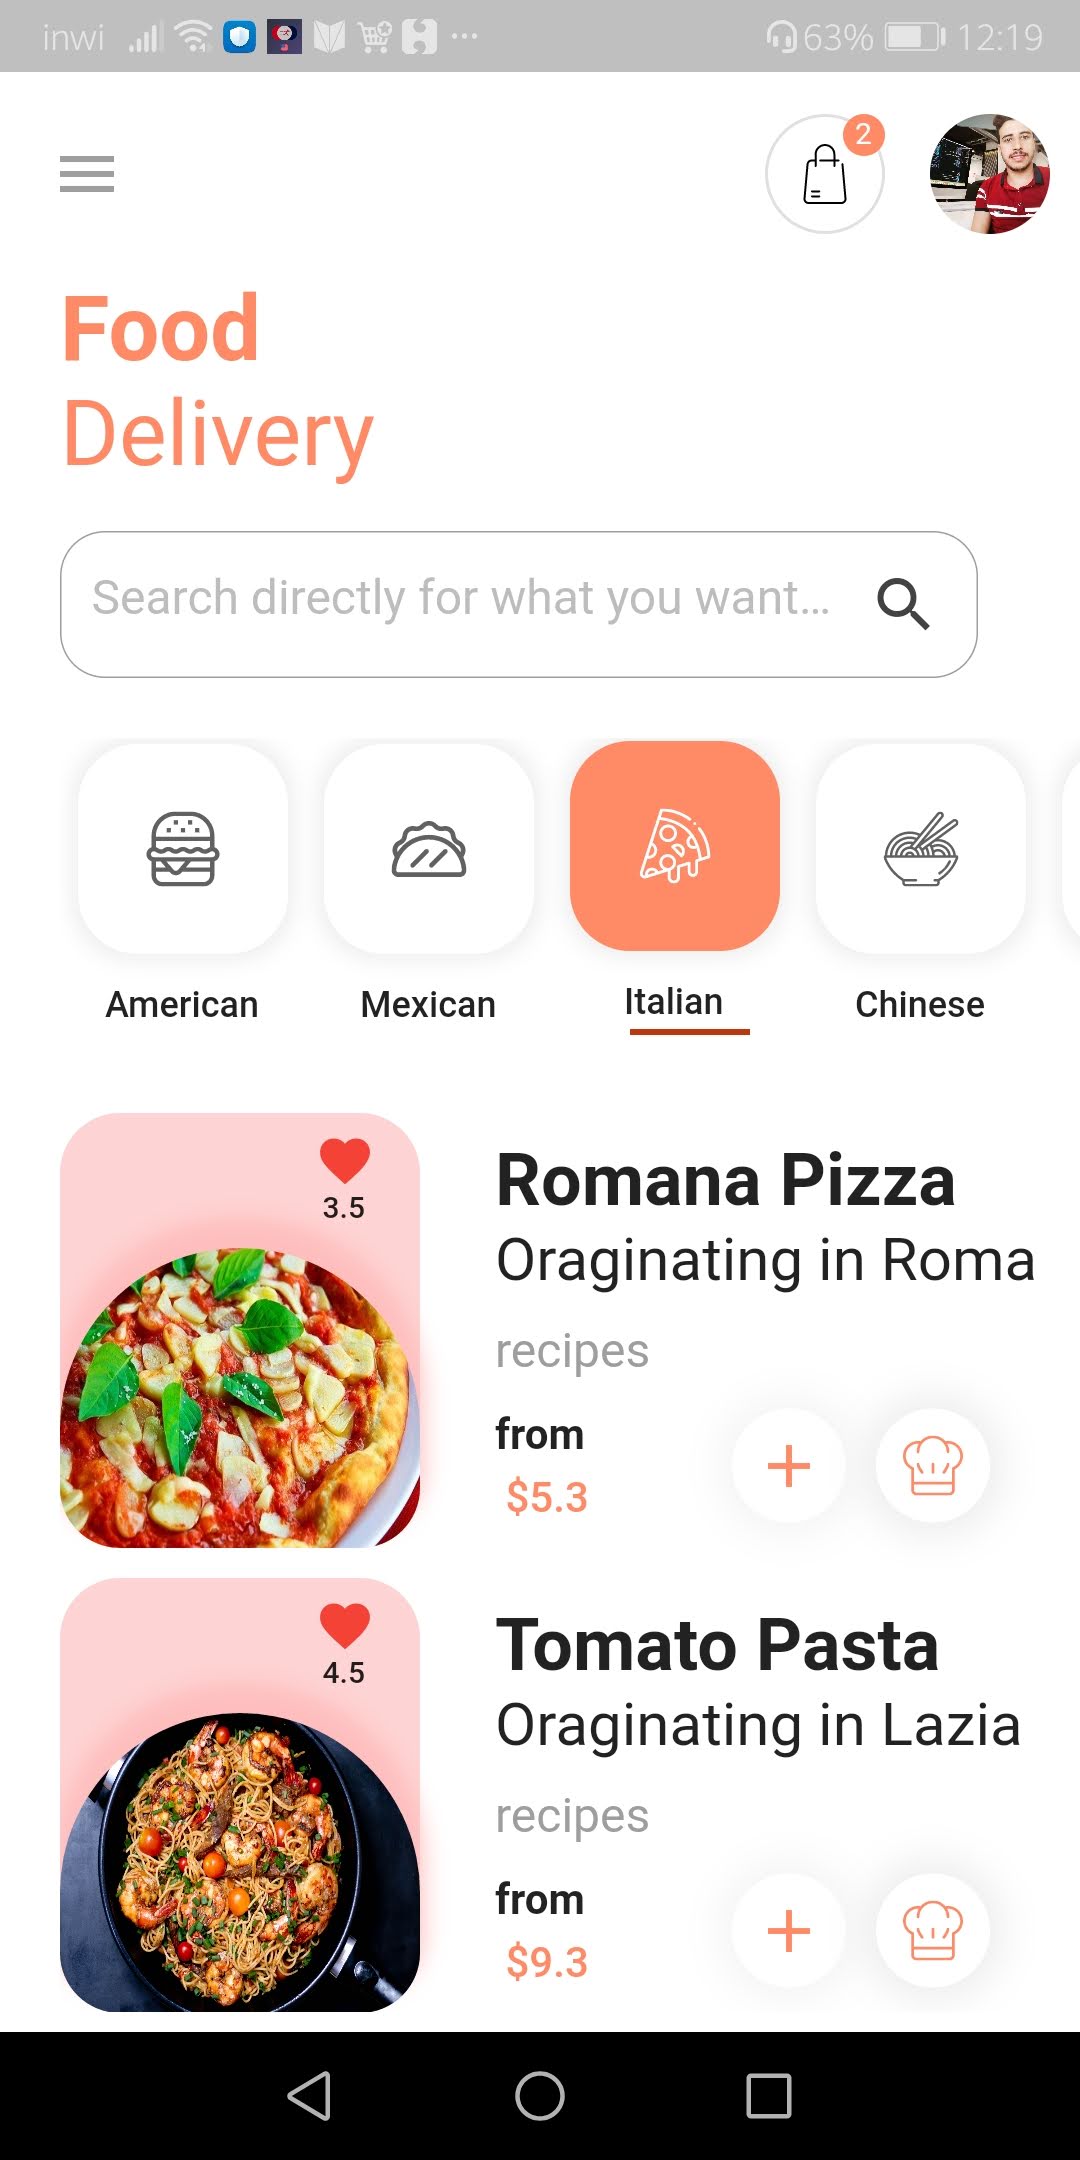 inwi 63% 12:19
2
Food
Delivery
Search directly for what you want...
American Mexican Italian Chinese
3.5
Romana Pizza
Oraginating in Roma
recipes
from
$5.3
4.5
Tomato Pasta
Oraginating in Lazia
recipes
from
$9.3